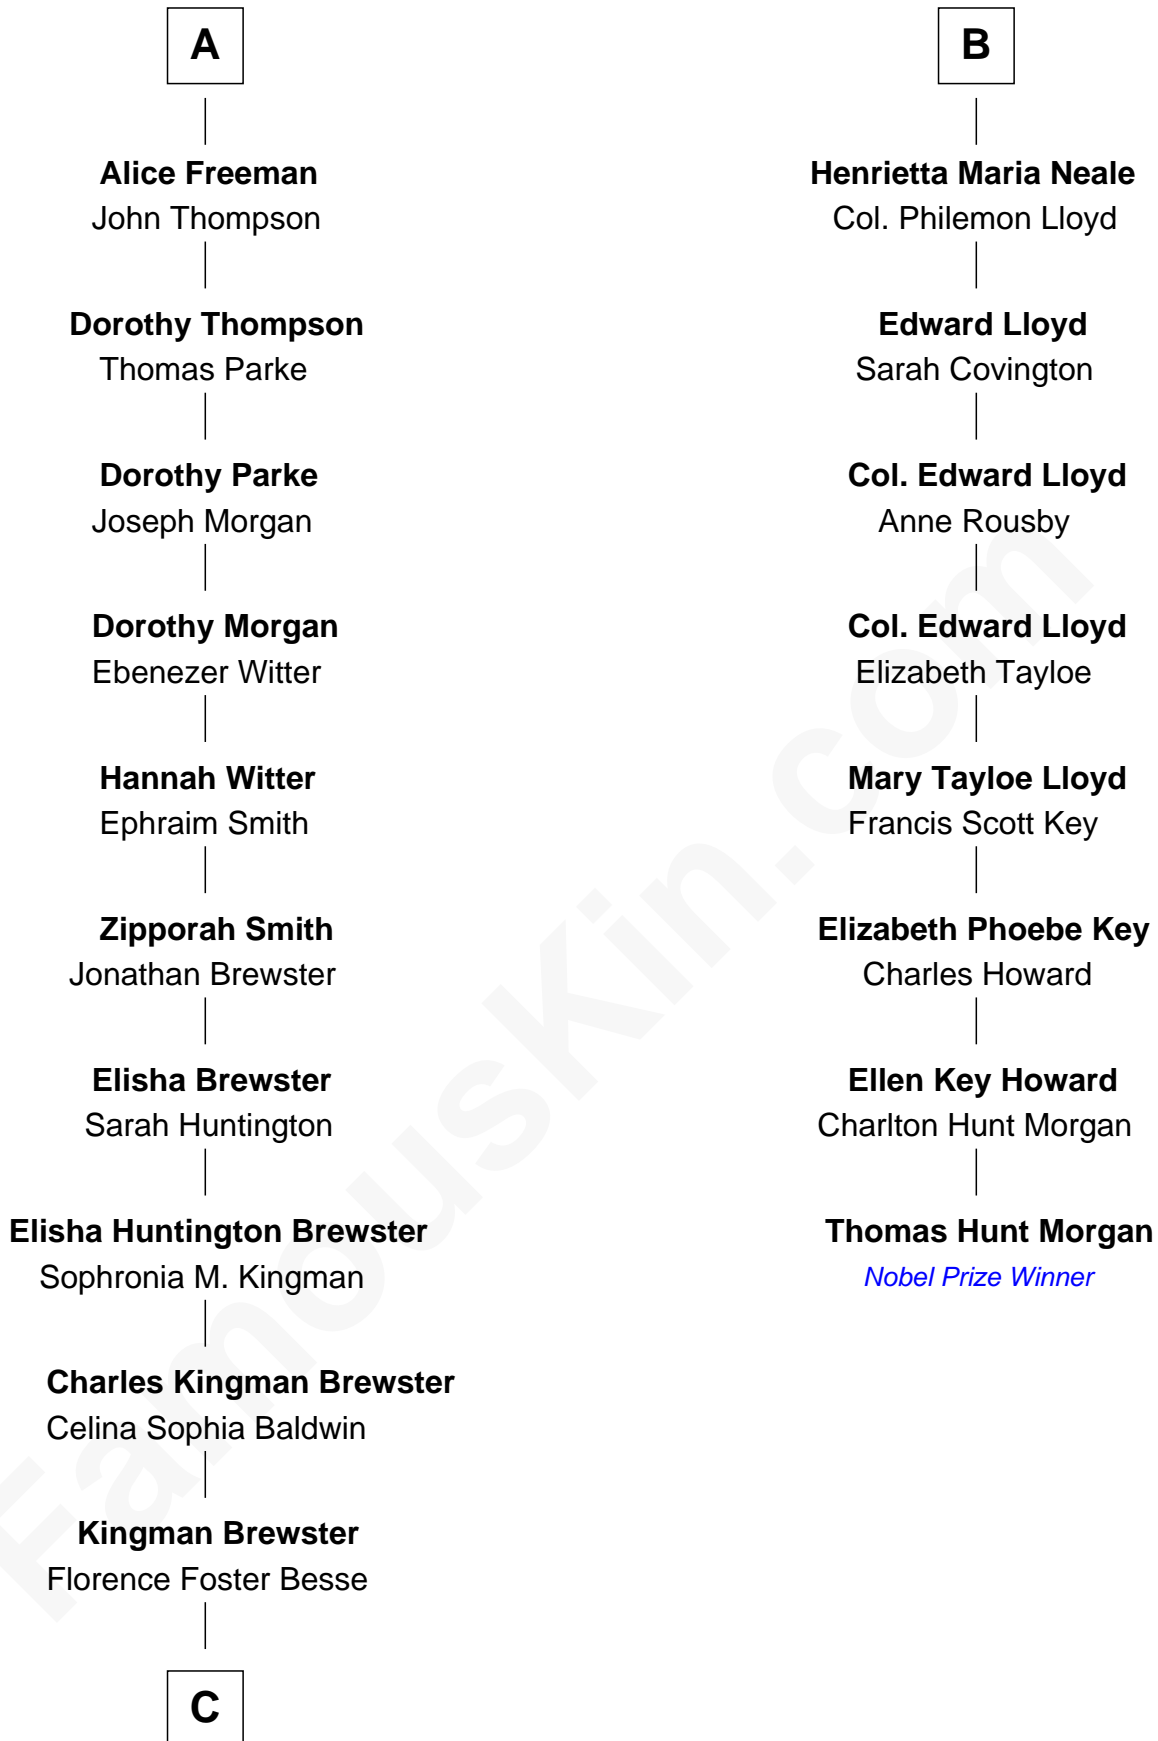 A
Alice Freeman
John Thompson
Dorothy Thompson
Thomas Parke
Dorothy Parke
Joseph Morgan
Dorothy Morgan
Ebenezer Witter
Hannah Witter
Ephraim Smith
Zipporah Smith
Jonathan Brewster
Elisha Brewster
Sarah Huntington
Elisha Huntington Brewster
Sophronia M. Kingman
Charles Kingman Brewster
Celina Sophia Baldwin
Kingman Brewster
Florence Foster Besse
C
B
Henrietta Maria Neale
Col. Philemon Lloyd
Edward Lloyd
Sarah Covington
Col. Edward Lloyd
Anne Rousby
Col. Edward Lloyd
Elizabeth Tayloe
Mary Tayloe Lloyd
Francis Scott Key
Elizabeth Phoebe Key
Charles Howard
Ellen Key Howard
Charlton Hunt Morgan
Thomas Hunt Morgan
Nobel Prize Winner
FamousKin.com